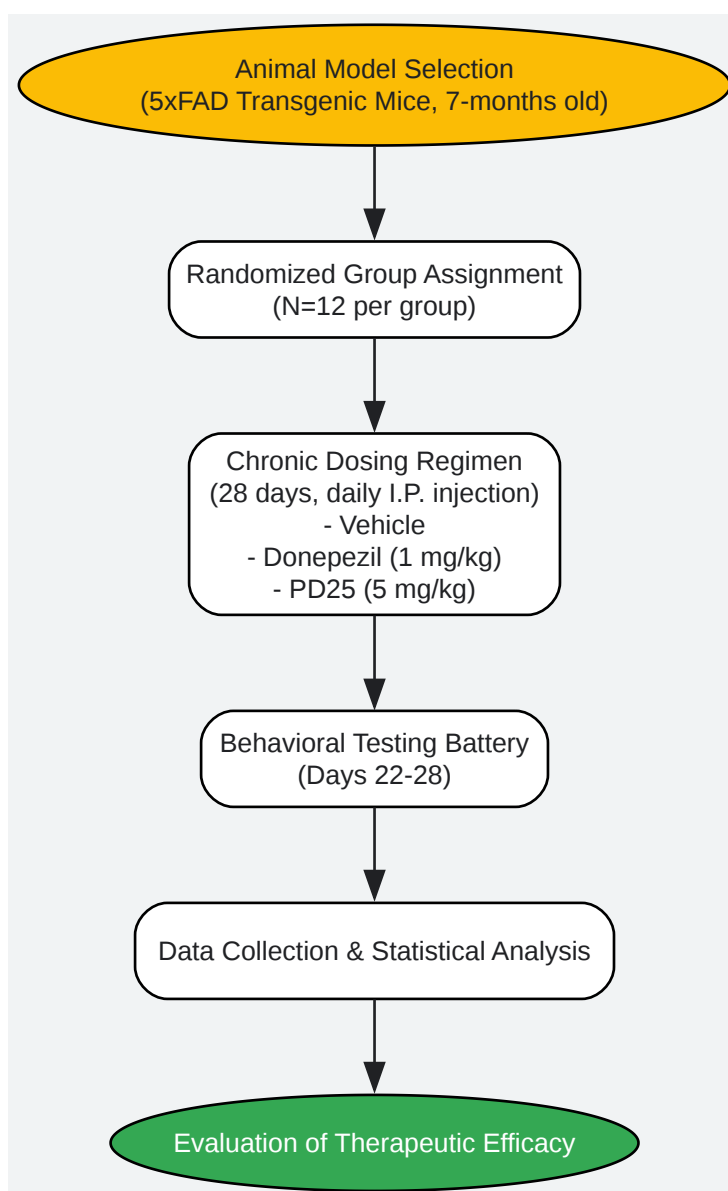 Animal Model Selection
(5xFAD Transgenic Mice, 7-months old)
Randomized Group Assignment
(N=12 per group)
Chronic Dosing Regimen
(28 days, daily I.P. injection)
- Vehicle
- Donepezil (1 mg/kg)
- PD25 (5 mg/kg)
Behavioral Testing Battery
(Days 22-28)
Data Collection & Statistical Analysis
Evaluation of Therapeutic Efficacy